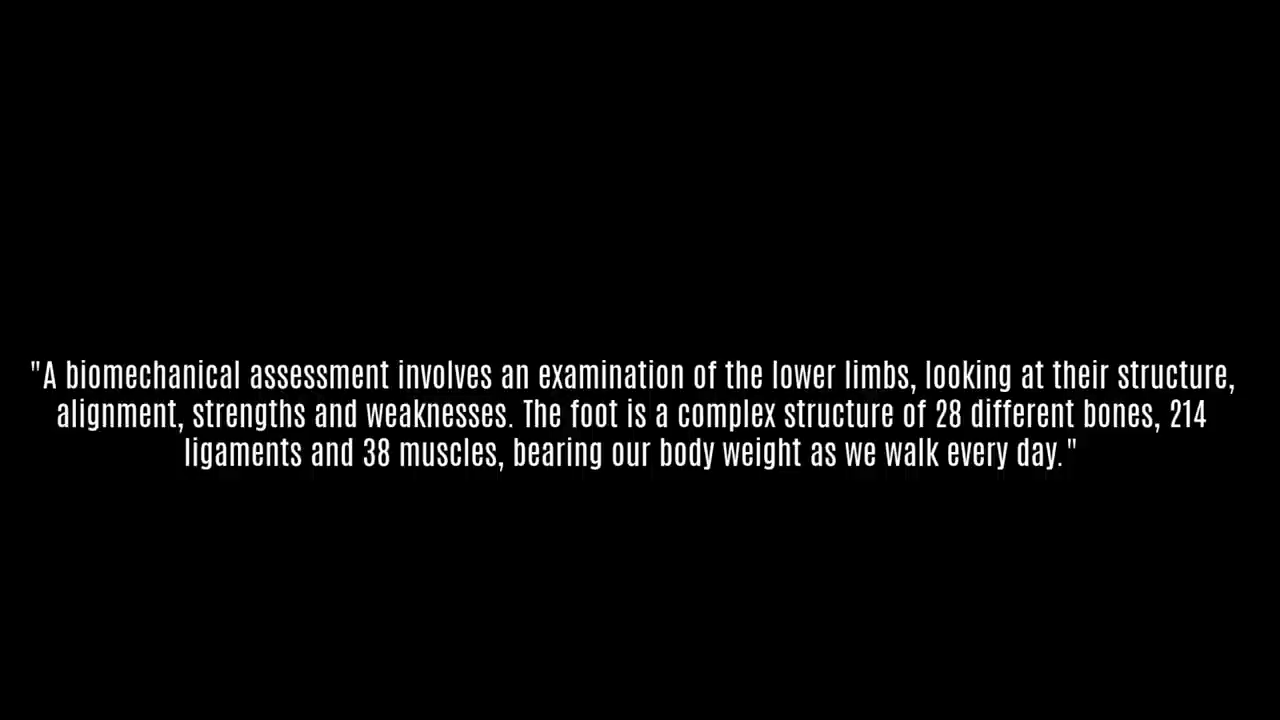 "A biomechanical assessment involves an examination of the lower limbs, looking at their structure,
alignment, strengths and weaknesses. The foot is a complex structure of 28 different bones, 214
ligaments and 38 muscles, bearing our body weight as we walk every day."